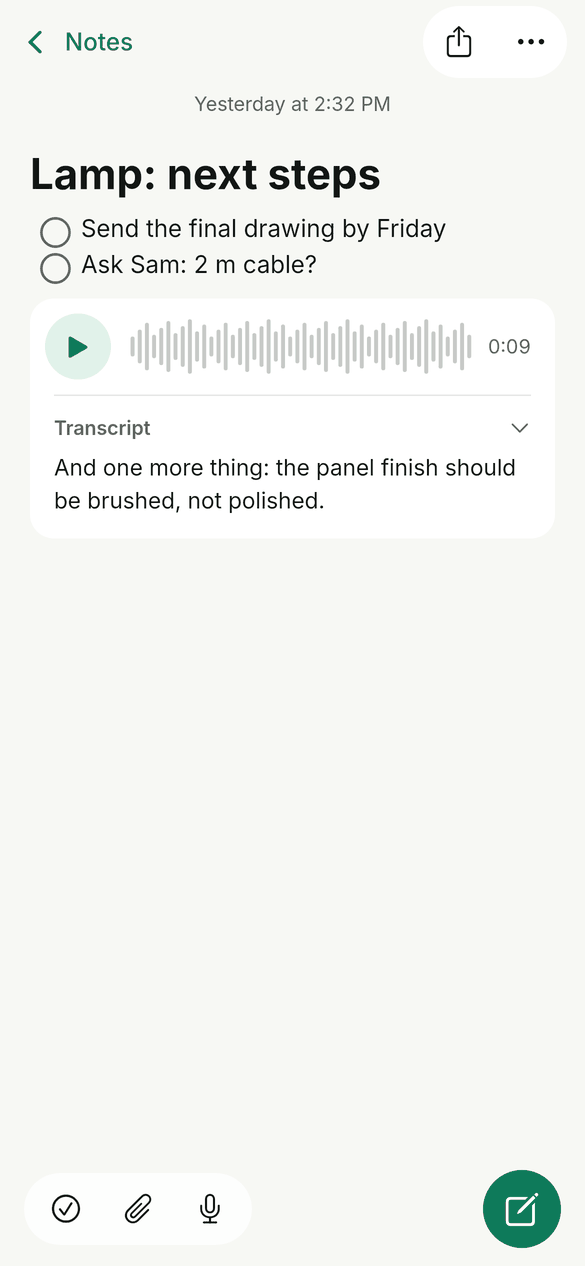 Notes
Yesterday at 2:32 PM
Lamp: next steps
Send the final drawing by Friday
Ask Sam: 2 m cable?
0:09
Transcript
And one more thing: the panel finish should
be brushed, not polished.